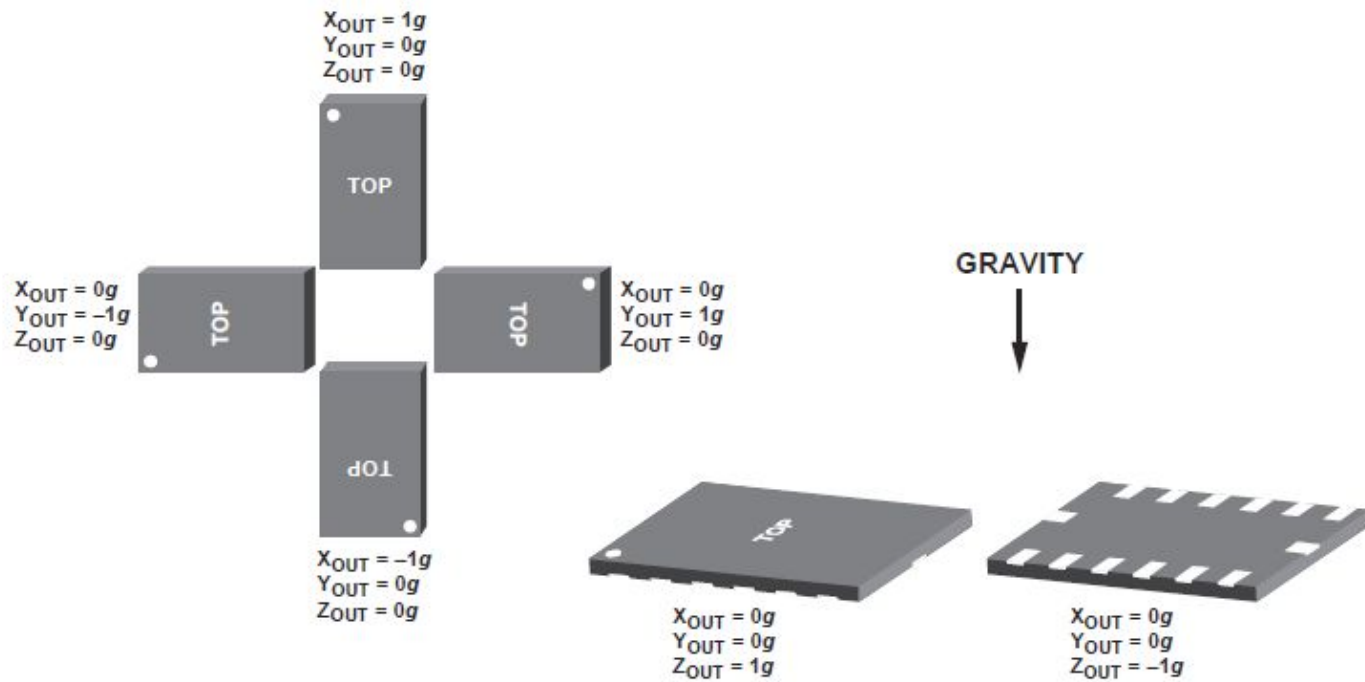 XOUT = 1g
YOUT = 0g
ZOUT = 0g
TOP
XOUT = 0g
YOUT = –1g
ZOUT = 0g
TOP
TOP
XOUT = 0g
YOUT = 1g
ZOUT = 0g
GRAVITY
TOP
XOUT = –1g
YOUT = 0g
ZOUT = 0g
TOP
XOUT = 0g
YOUT = 0g
ZOUT = 1g
XOUT = 0g
YOUT = 0g
ZOUT = –1g